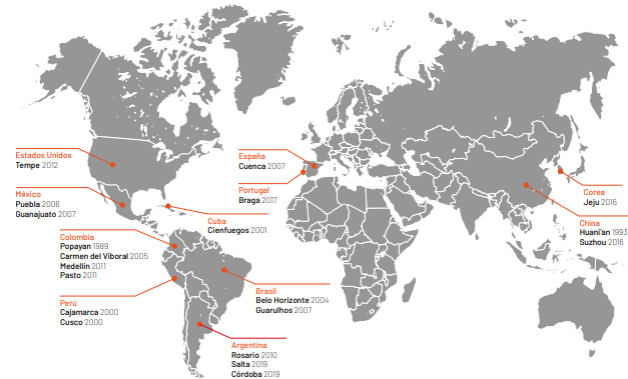 Estados Unidos
Tempe 2012
México
Puebla 2006
Guanajuato 2007
Cuba
Cienfuegos 2001
Colombia
Popayan 1989
Carmen del Viboral 2005
Medellín 2011
Pasto 2011
Perú
Cajamarca 2000
Cusco 2000
Brasil
Belo Horizonte 2004
Guarulhos 2007
Argentina
Rosario 2010
Salta 2019
Córdoba 2019
España
Cuenca 2007
Portugal
Braga 2017
Corea
Jeju 2016
China
Huani'an 1993
Suzhou 2016